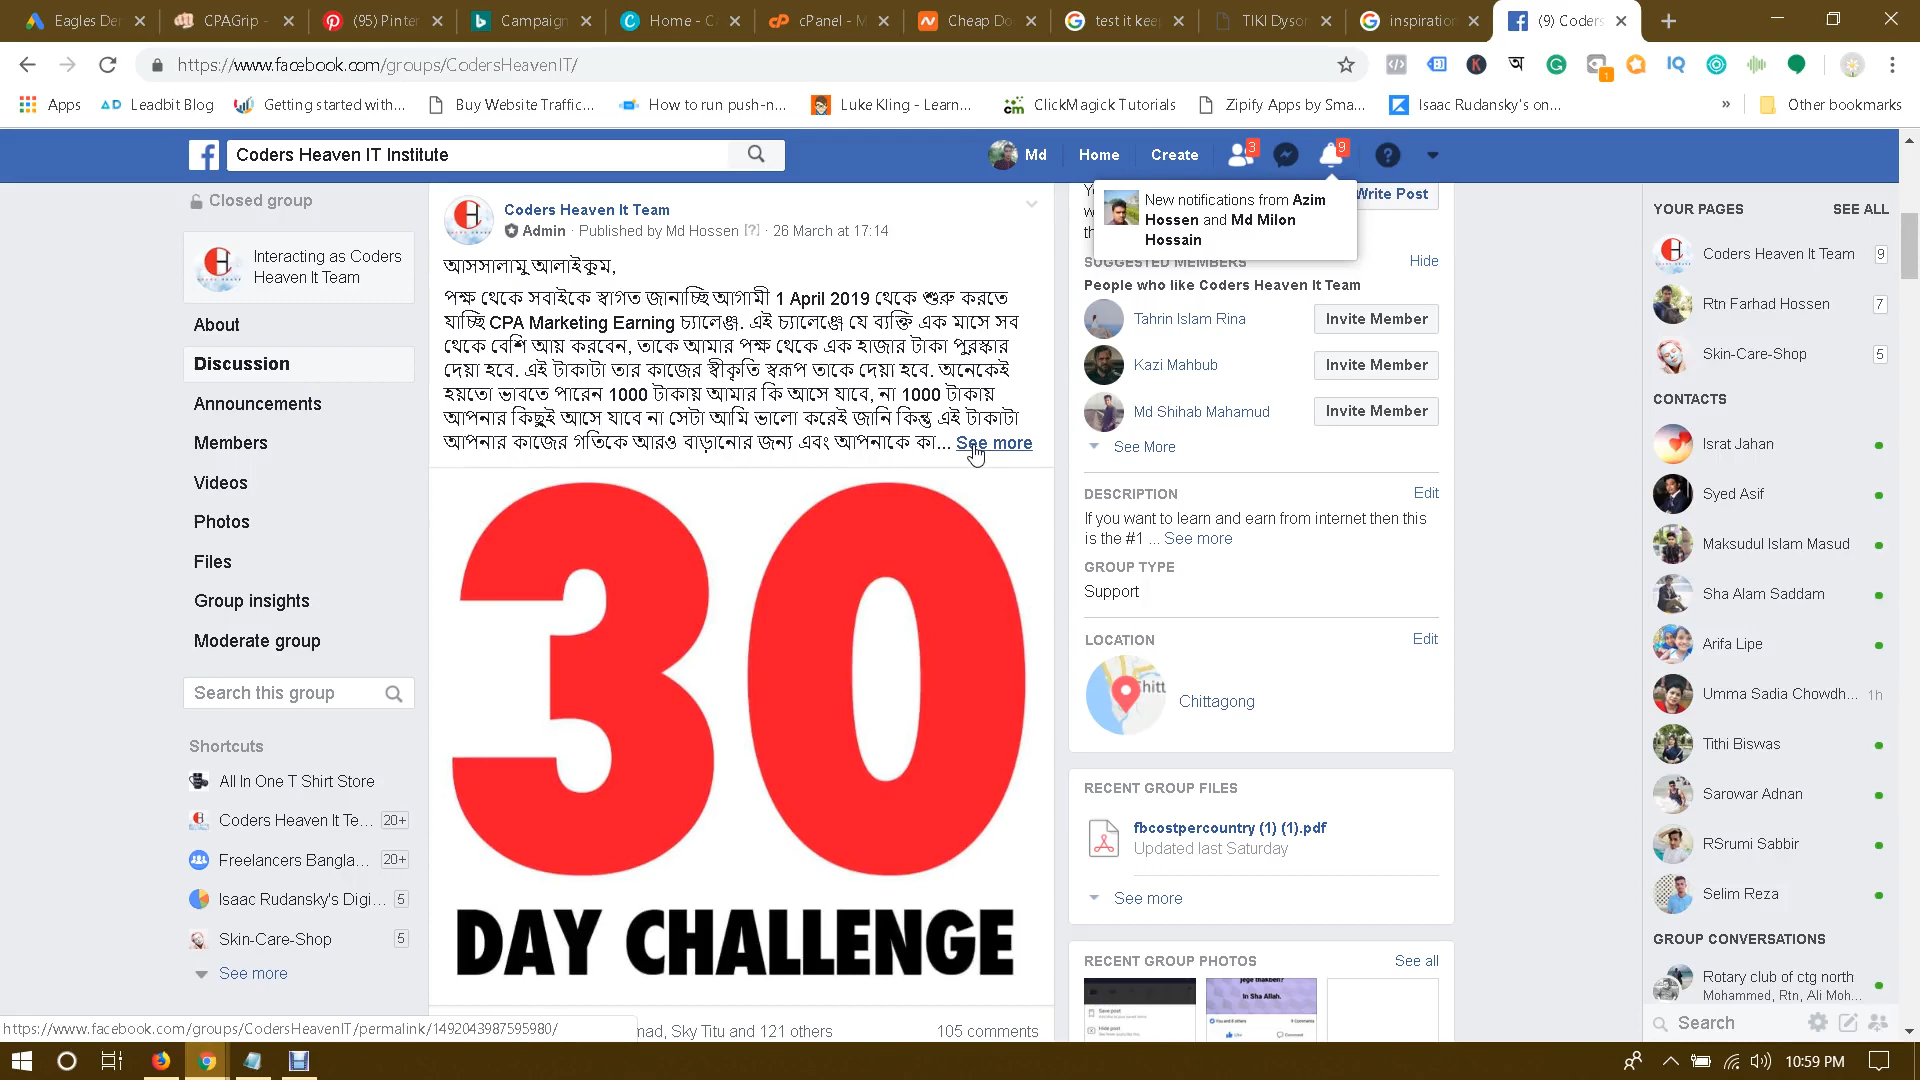 Eagles Der
CPAGrip -
(95) Pinter
Campaign
Home - C
cPanel - M
Cheap Do
test it kee
TIKI Dyson
inspiration
(9) Coders
https://www.facebook.com/groups/CodersHeavenIT/
Apps
Leadbit Blog
Getting started with...
Buy Website Traffic...
How to run push-n...
Luke Kling - Learn...
ClickMagick Tutorials
Zipify Apps by Sma...
Isaac Rudansky's on...
»
Other bookmarks
Coders Heaven IT Institute
Md
Home
Create
3
9
Closed group
Interacting as Coders
Heaven It Team
About
Discussion
Announcements
Members
Videos
Photos
Files
Group insights
Moderate group
Search this group
Shortcuts
All In One T Shirt Store
Coders Heaven It Te... 20+
Freelancers Bangla... 20+
Isaac Rudansky's Digi... 5
Skin-Care-Shop 5
See more
Coders Heaven It Team
Admin · Published by Md Hossen [?] · 26 March at 17:14
আসসালামু আলাইকুম,
পক্ষ থেকে সবাইকে স্বাগত জানাচ্ছি আগামী 1 April 2019 থেকে শুরু করতে
যাচ্ছি CPA Marketing Earning চ্যালেঞ্জ. এই চ্যালেঞ্জে যে ব্যক্তি এক মাসে সব
থেকে বেশি আয় করবেন, তাকে আমার পক্ষ থেকে এক হাজার টাকা পুরস্কার
দেয়া হবে. এই টাকাটা তার কাজের স্বীকৃতি স্বরূপ তাকে দেয়া হবে. অনেকেই
হয়তো ভাবতে পারেন 1000 টাকায় আমার কি আসে যাবে, না 1000 টাকায়
আপনার কিছুই আসে যাবে না সেটা আমি ভালো করেই জানি কিন্তু এই টাকাটা
আপনার কাজের গতিকে আরও বাড়ানোর জন্য এবং আপনাকে কা... See more
30
DAY CHALLENGE
mad, Sky Titu and 121 others
105 comments
https://www.facebook.com/groups/CodersHeavenIT/permalink/1492043987595980/
Write Post
New notifications from Azim
Hossen and Md Milon
Hossain
SUGGESTED MEMBERS
Hide
People who like Coders Heaven It Team
Tahrin Islam Rina
Invite Member
Kazi Mahbub
Invite Member
Md Shihab Mahamud
Invite Member
See More
DESCRIPTION
Edit
If you want to learn and earn from internet then this
is the #1 ... See more
GROUP TYPE
Support
LOCATION
Edit
Chitt
Chittagong
RECENT GROUP FILES
fbcostpercountry (1) (1).pdf
Updated last Saturday
See more
RECENT GROUP PHOTOS
See all
In Sha Allah.
YOUR PAGES
SEE ALL
Coders Heaven It Team 9
Rtn Farhad Hossen 7
Skin-Care-Shop 5
CONTACTS
Israt Jahan
Syed Asif
Maksudul Islam Masud
Sha Alam Saddam
Arifa Lipe
Umma Sadia Chowdh... 1h
Tithi Biswas
Sarowar Adnan
RSrumi Sabbir
Selim Reza
GROUP CONVERSATIONS
Rotary club of ctg north
Mohammed, Rtn, Ali Moh...
Search
10:59 PM